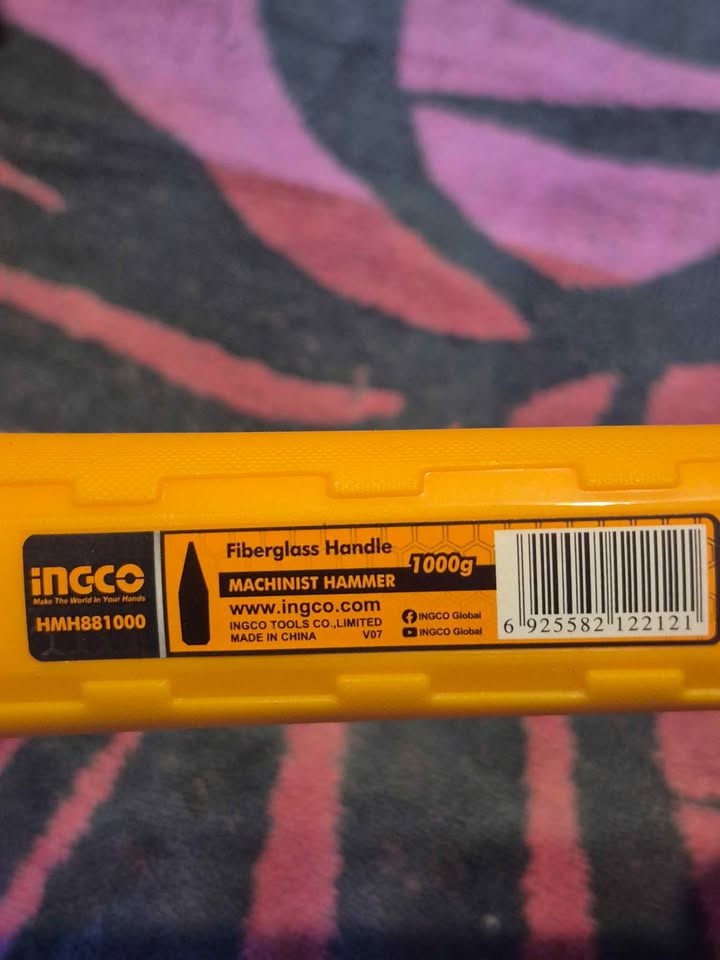 INGCO
Make The World In Your Hands
HMH881000
Fiberglass Handle
MACHINIST HAMMER
1000g
www.ingco.com
INGCO TOOLS CO.,LIMITED
MADE IN CHINA V07
INGCO Global
INGCO Global
6 925582 122121